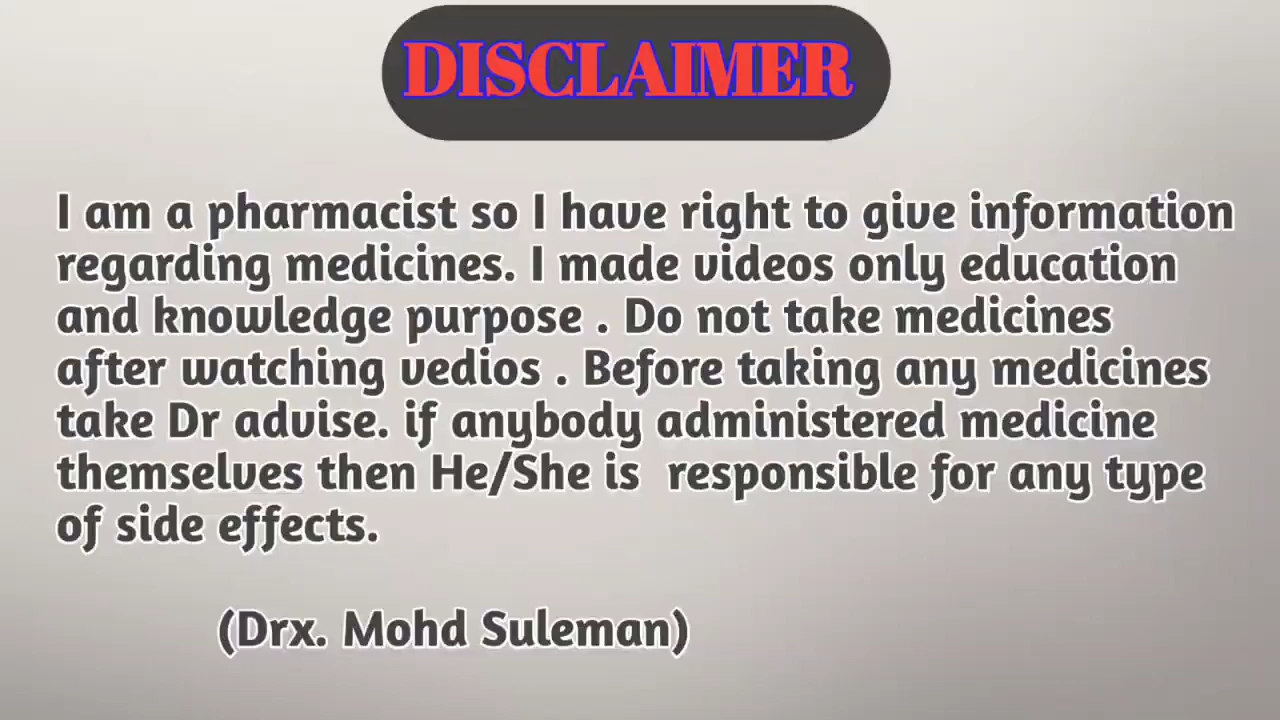 DISCLAIMER
I am a pharmacist so I have right to give information
regarding medicines. I made videos only education
and knowledge purpose . Do not take medicines
after watching vedios . Before taking any medicines
take Dr advise. if anybody administered medicine
themselves then He/She is  responsible for any type
of side effects.
(Drx. Mohd Suleman)